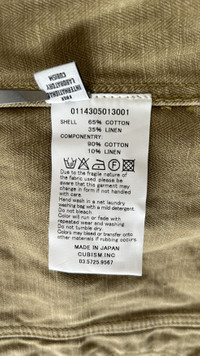 THE
INTERNATIONAL
LABORATORY
CUBISM
0114305013001
SHELL 65% COTTON
35% LINEN
COMPONENTRY:
90% COTTON
10% LINEN
Due to the fragile nature of
the fabric used please be
aware that this garment may
change in form if not handled
with care.
Hand wash in a net laundry
washing bag with a mild detergent.
Do not bleach.
Color will run or fade with
repeated wear and washing.
Do not tumble dry
Colors may bleed or transfer onto
other materials if rubbing occurs.
MADE IN JAPAN
CUBISM.INC
03 5725 9587